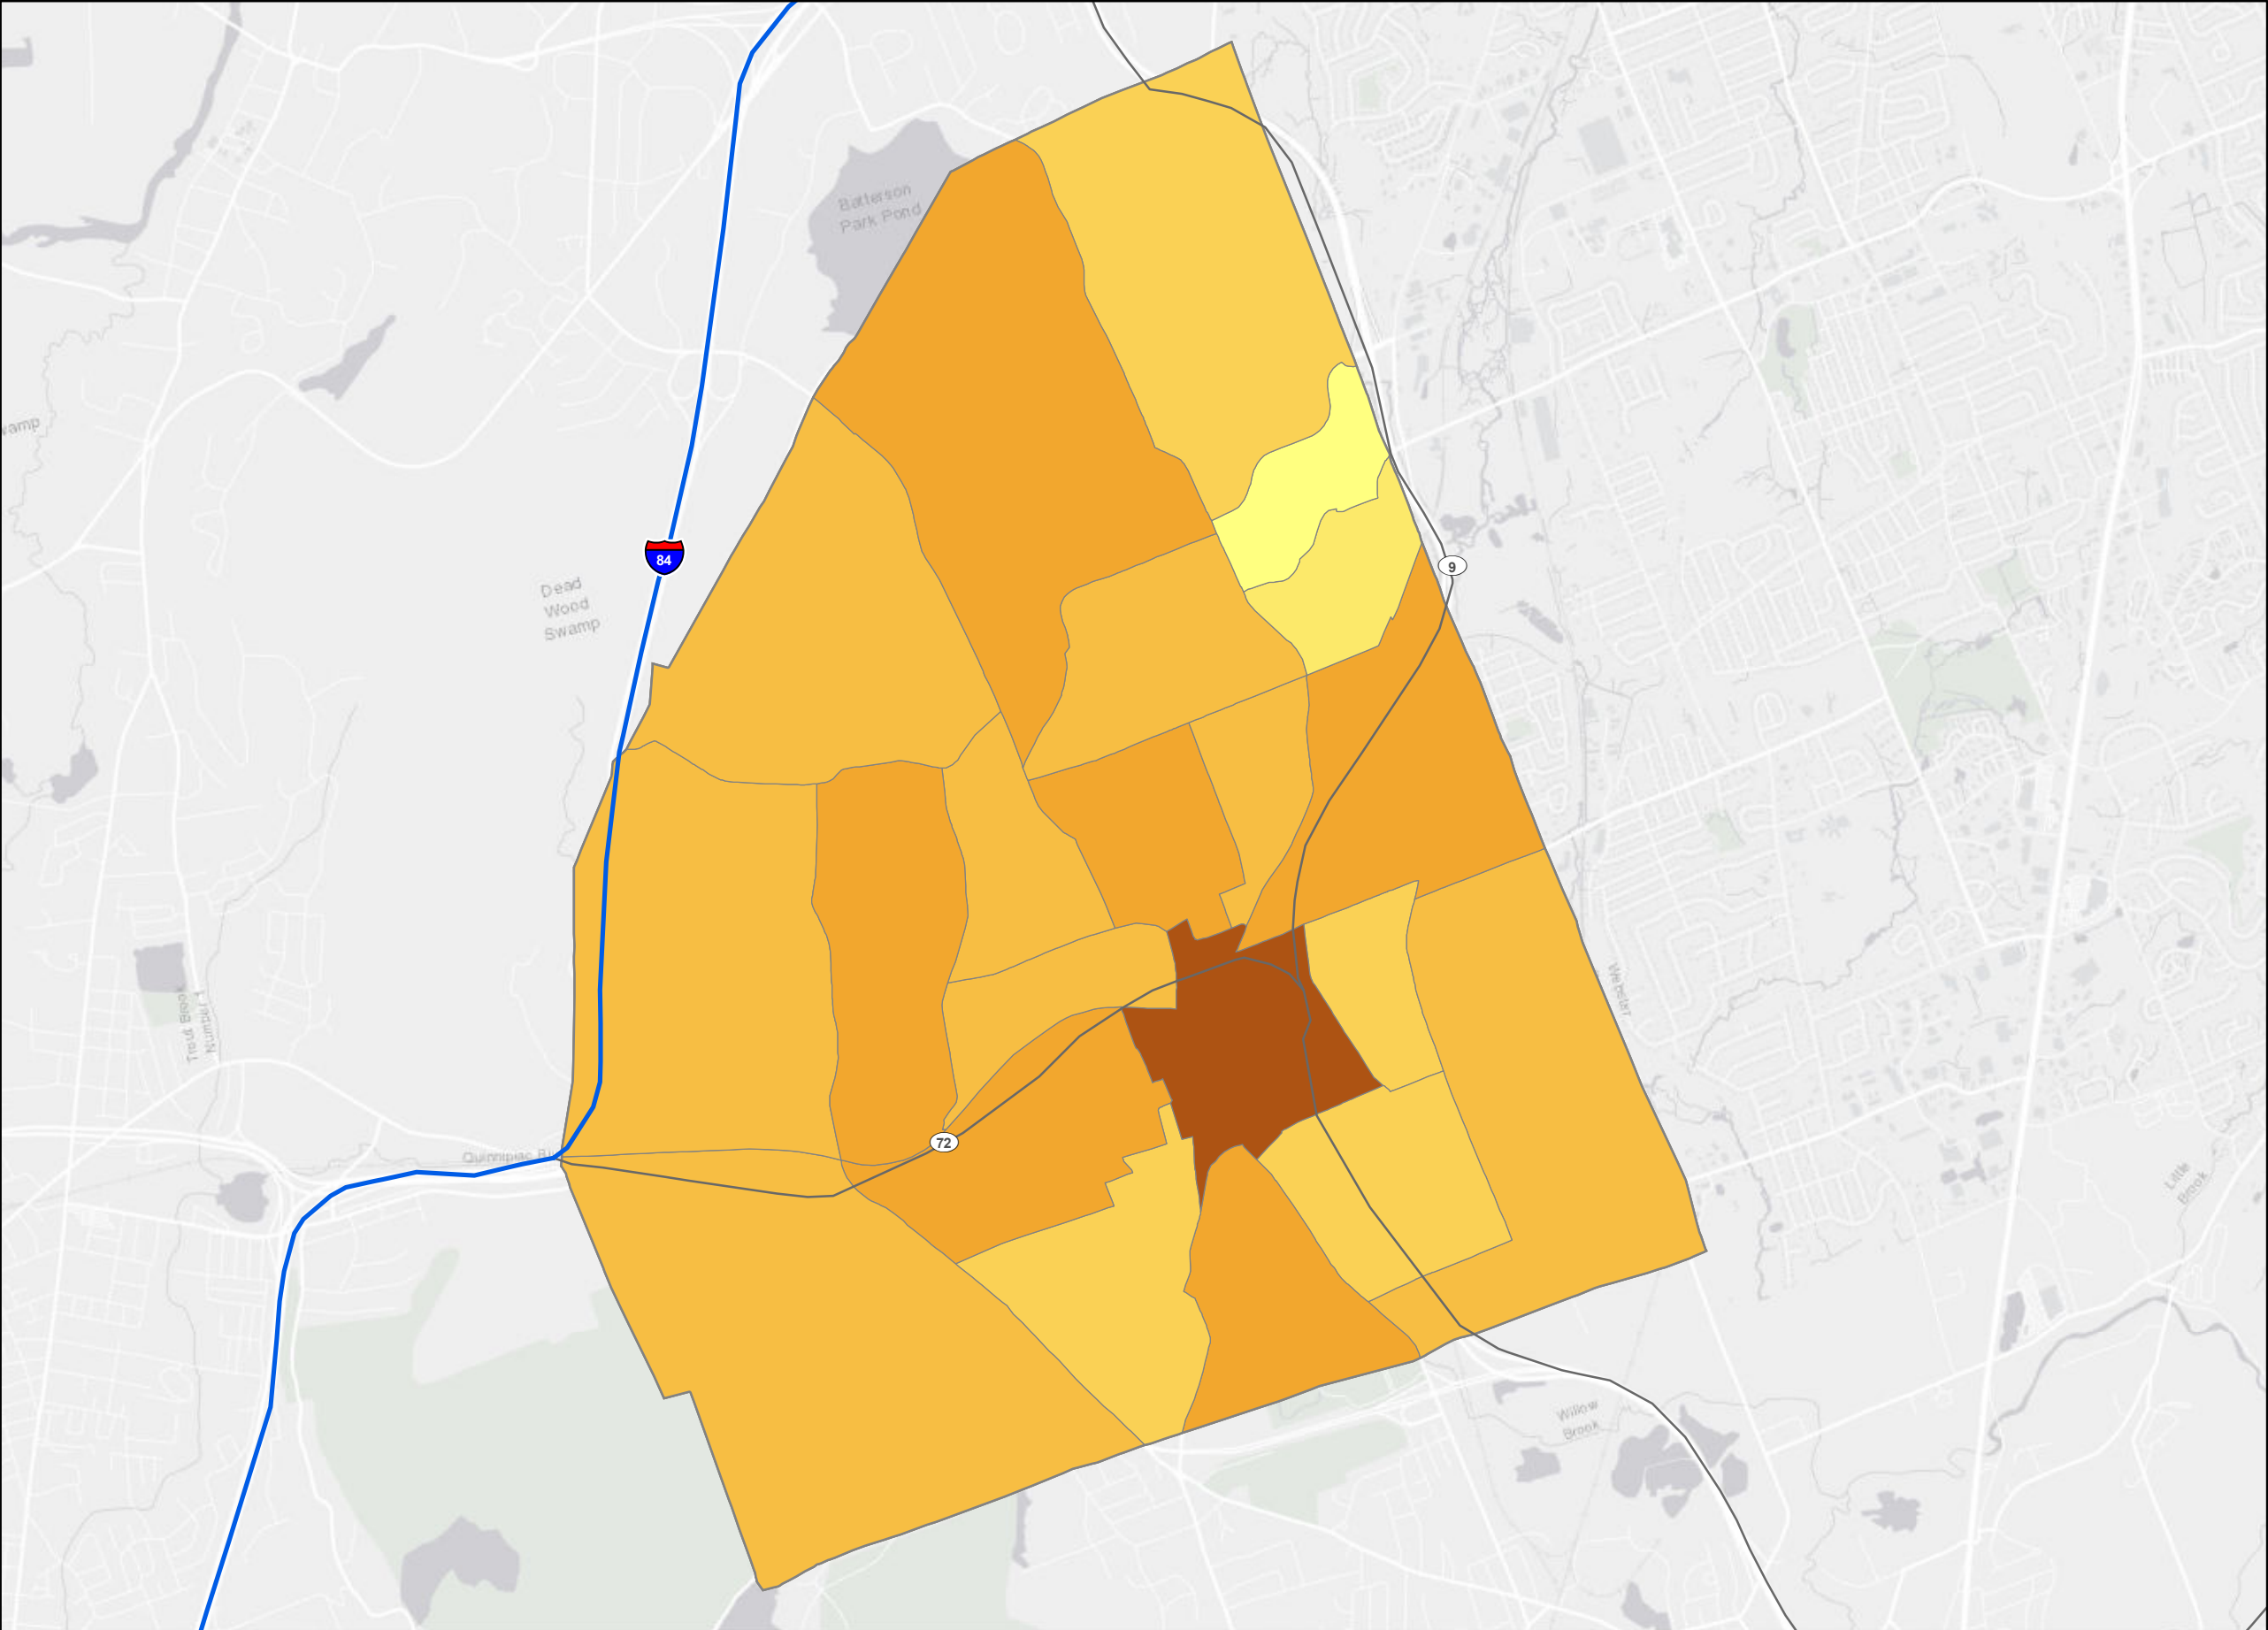 Batterson
Park Pond
wamp
84
Dead
Wood
Swamp
9
Webster
Trout Brook
Number 1
72
Quinnipiac Ri
Little
Brook
Willow
Brook